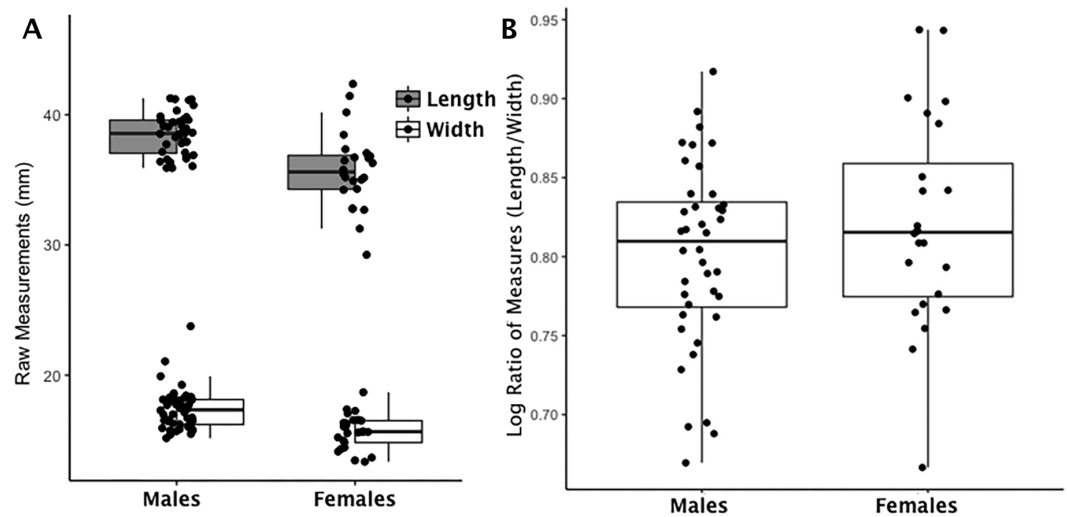 A
Raw Measurements (mm)
40
30
20
Length
Width
Males
Females
B
Log Ratio of Measures (Length/Width)
0.95
0.90
0.85
0.80
0.75
0.70
Males
Females